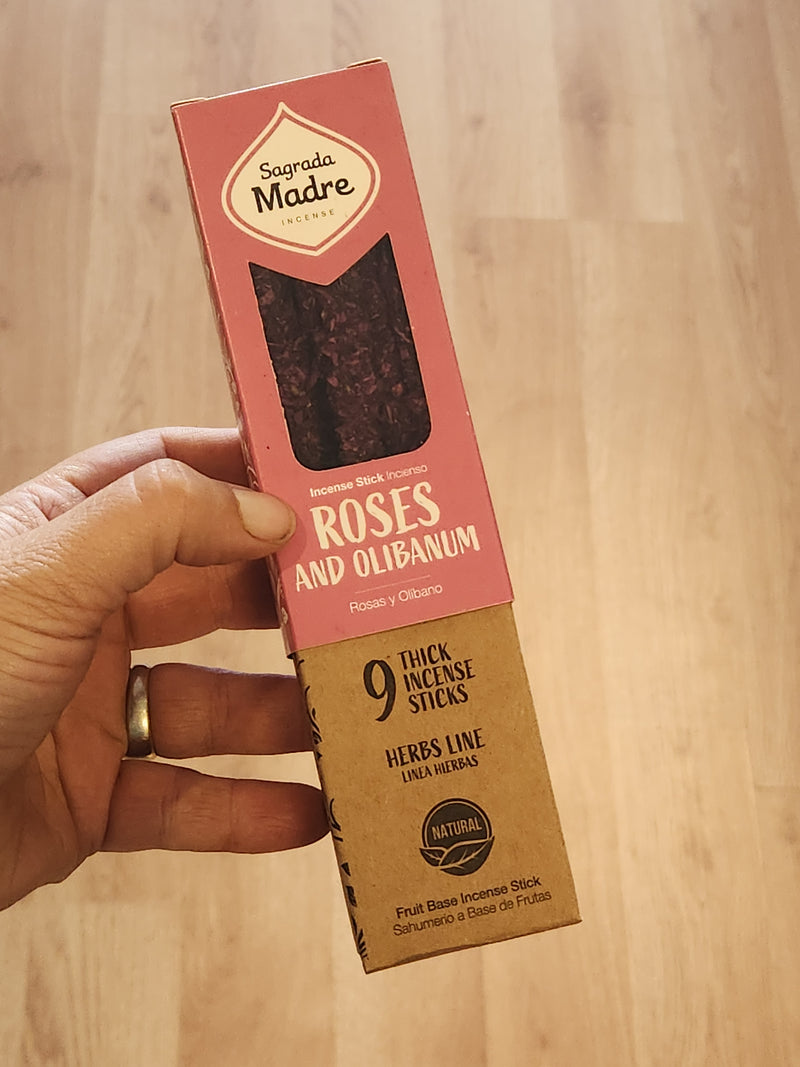 Sagrada
Madre
INCENSE
Incense Stick Incienso
ROSES
AND OLIBANUM
Rosas y Olibano
9 THICK
INCENSE
STICKS
HERBS LINE
LINEA HIERBAS
NATURAL
Fruit Base Incense Stick
Sahumerio a Base de Frutas